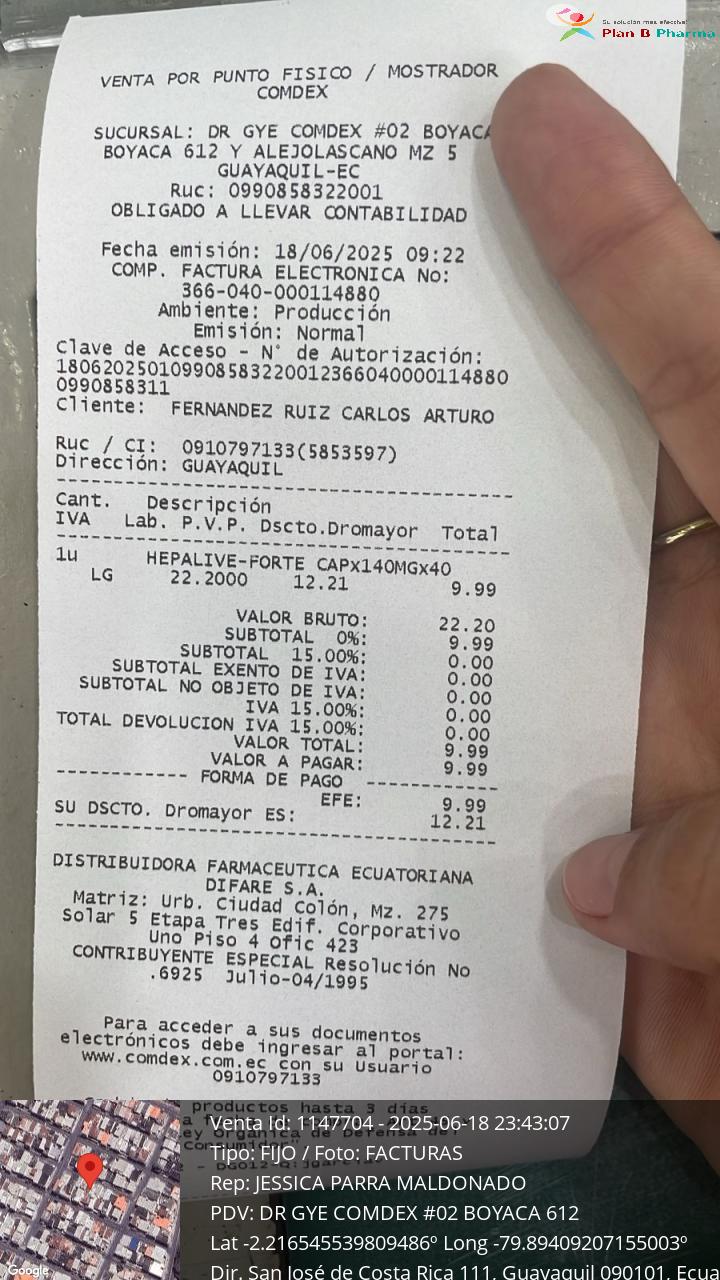 Su solución más efectiva!
Plan B Pharma
VENTA POR PUNTO FISICO / MOSTRADOR
COMDEX
SUCURSAL: DR GYE COMDEX #02 BOYACA
BOYACA 612 Y ALEJOLASCANO MZ 5
GUAYAQUIL-EC
Ruc: 0990858322001
OBLIGADO A LLEVAR CONTABILIDAD
Fecha emisión: 18/06/2025 09:22
COMP. FACTURA ELECTRONICA No:
366-040-000114880
Ambiente: Producción
Emisión: Normal
Clave de Acceso - N° de Autorización:
180620250109908583220012366040000114880
0990858311
Cliente: FERNANDEZ RUIZ CARLOS ARTURO
Ruc / CI: 0910797133(5853597)
Dirección: GUAYAQUIL
Cant. Descripción
IVA Lab. P.V.P. Dscto.Dromayor Total
1u HEPALIVE-FORTE CAPx140MGx40
LG 22.2000 12.21 9.99
VALOR BRUTO: 22.20
SUBTOTAL 0%: 9.99
SUBTOTAL 15.00%: 0.00
SUBTOTAL EXENTO DE IVA: 0.00
SUBTOTAL NO OBJETO DE IVA: 0.00
IVA 15.00%: 0.00
TOTAL DEVOLUCION IVA 15.00%: 0.00
VALOR TOTAL: 9.99
VALOR A PAGAR: 9.99
------------ FORMA DE PAGO ------------
EFE: 9.99
SU DSCTO. Dromayor ES: 12.21
DISTRIBUIDORA FARMACEUTICA ECUATORIANA
DIFARE S.A.
Matriz: Urb. Ciudad Colón, Mz. 275
Solar 5 Etapa Tres Edif. Corporativo
Uno Piso 4 Ofic 423
CONTRIBUYENTE ESPECIAL Resolución No
.6925 Julio-04/1995
Para acceder a sus documentos
electrónicos debe ingresar al portal:
www.comdex.com.ec con su Usuario
0910797133
productos hasta 3 días
Ley Orgánica de Defensa del
Consumidor
Venta Id: 1147704 - 2025-06-18 23:43:07
Tipo: FIJO / Foto: FACTURAS
Rep: JESSICA PARRA MALDONADO
PDV: DR GYE COMDEX #02 BOYACA 612
Lat -2.216545539809486º Long -79.89409207155003º
Dir. San José de Costa Rica 111, Guayaquil 090101, Ecua
Google